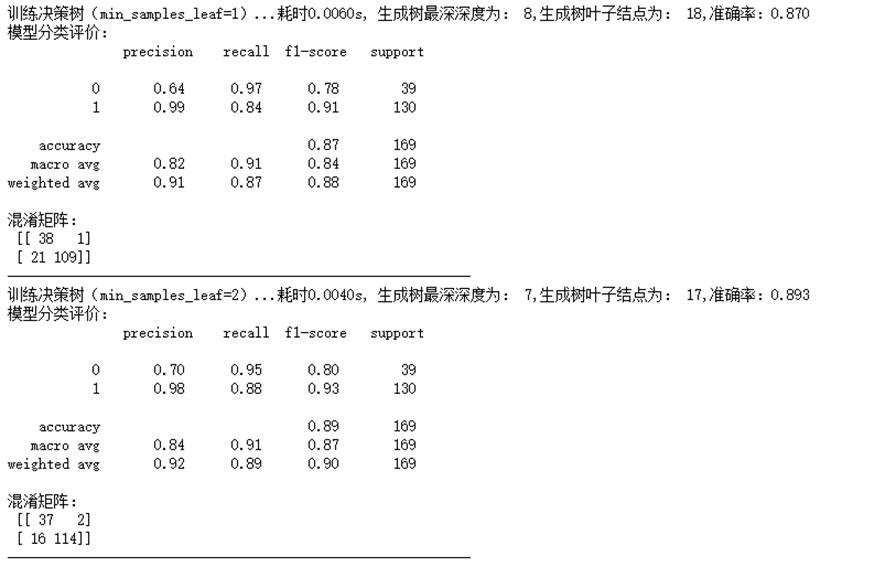 训练决策树（min_samples_leaf=1）...耗时0.0060s, 生成树最深深度为： 8,生成树叶子结点为： 18,准确率：0.870
模型分类评价：
precision recall f1-score support
0 0.64 0.97 0.78 39
1 0.99 0.84 0.91 130
accuracy 0.87 169
macro avg 0.82 0.91 0.84 169
weighted avg 0.91 0.87 0.88 169
混淆矩阵：
[[ 38 1]
[ 21 109]]
训练决策树（min_samples_leaf=2）...耗时0.0040s, 生成树最深深度为： 7,生成树叶子结点为： 17,准确率：0.893
模型分类评价：
precision recall f1-score support
0 0.70 0.95 0.80 39
1 0.98 0.88 0.93 130
accuracy 0.89 169
macro avg 0.84 0.91 0.87 169
weighted avg 0.92 0.89 0.90 169
混淆矩阵：
[[ 37 2]
[ 16 114]]